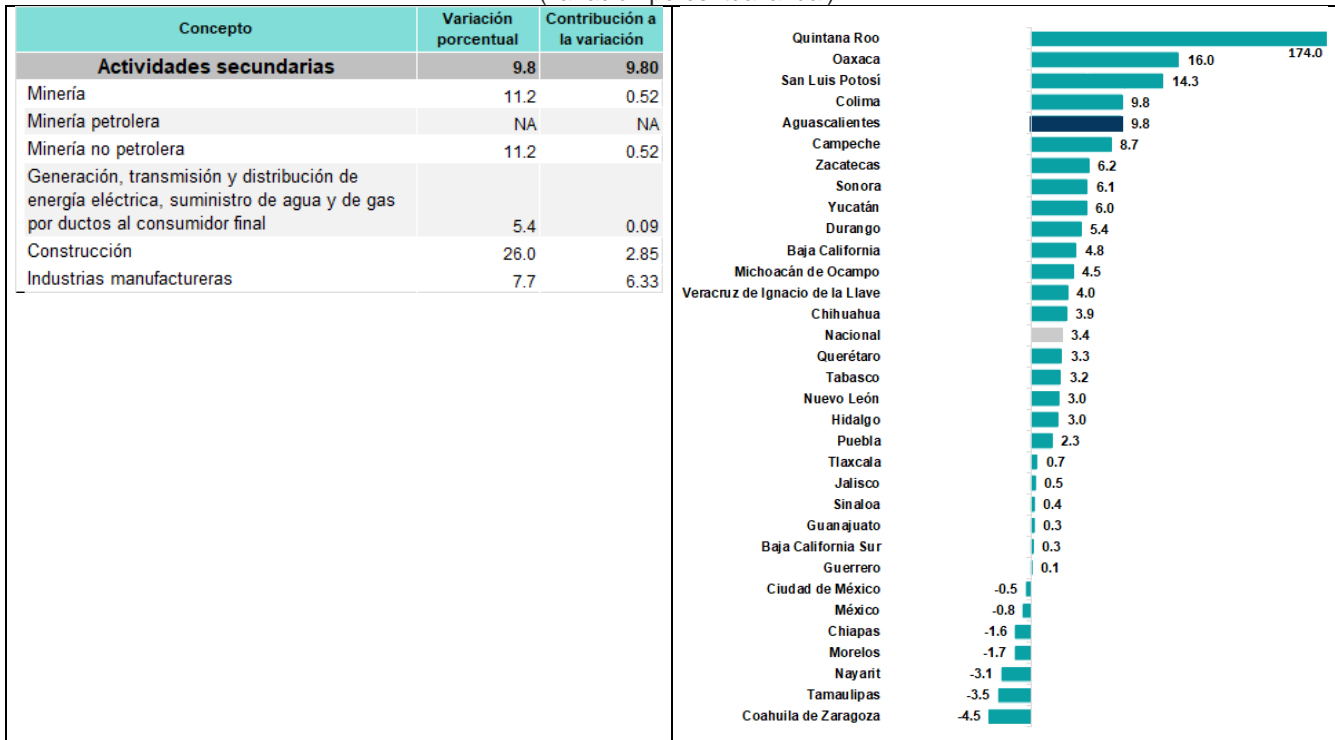 Concepto
Variación
porcentual
Contribución a
la variación
Actividades secundarias 9.8 9.80
Minería 11.2 0.52
Minería petrolera NA NA
Minería no petrolera 11.2 0.52
Generación, transmisión y distribución de
energía eléctrica, suministro de agua y de gas
por ductos al consumidor final 5.4 0.09
Construcción 26.0 2.85
Industrias manufactureras 7.7 6.33
Quintana Roo 174.0
Oaxaca 16.0
San Luis Potosí 14.3
Colima 9.8
Aguascalientes 9.8
Campeche 8.7
Zacatecas 6.2
Sonora 6.1
Yucatán 6.0
Durango 5.4
Baja California 4.8
Michoacán de Ocampo 4.5
Veracruz de Ignacio de la Llave 4.0
Chihuahua 3.9
Nacional 3.4
Querétaro 3.3
Tabasco 3.2
Nuevo León 3.0
Hidalgo 3.0
Puebla 2.3
Tlaxcala 0.7
Jalisco 0.5
Sinaloa 0.4
Guanajuato 0.3
Baja California Sur 0.3
Guerrero 0.1
Ciudad de México -0.5
México -0.8
Chiapas -1.6
Morelos -1.7
Nayarit -3.1
Tamaulipas -3.5
Coahuila de Zaragoza -4.5